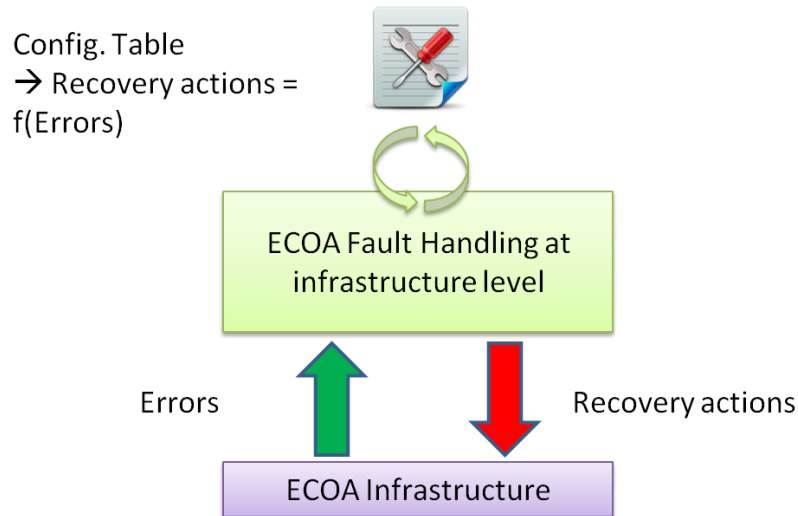 Config. Table
→ Recovery actions =
f(Errors)
ECOA Fault Handling at
infrastructure level
Errors
Recovery actions
ECOA Infrastructure